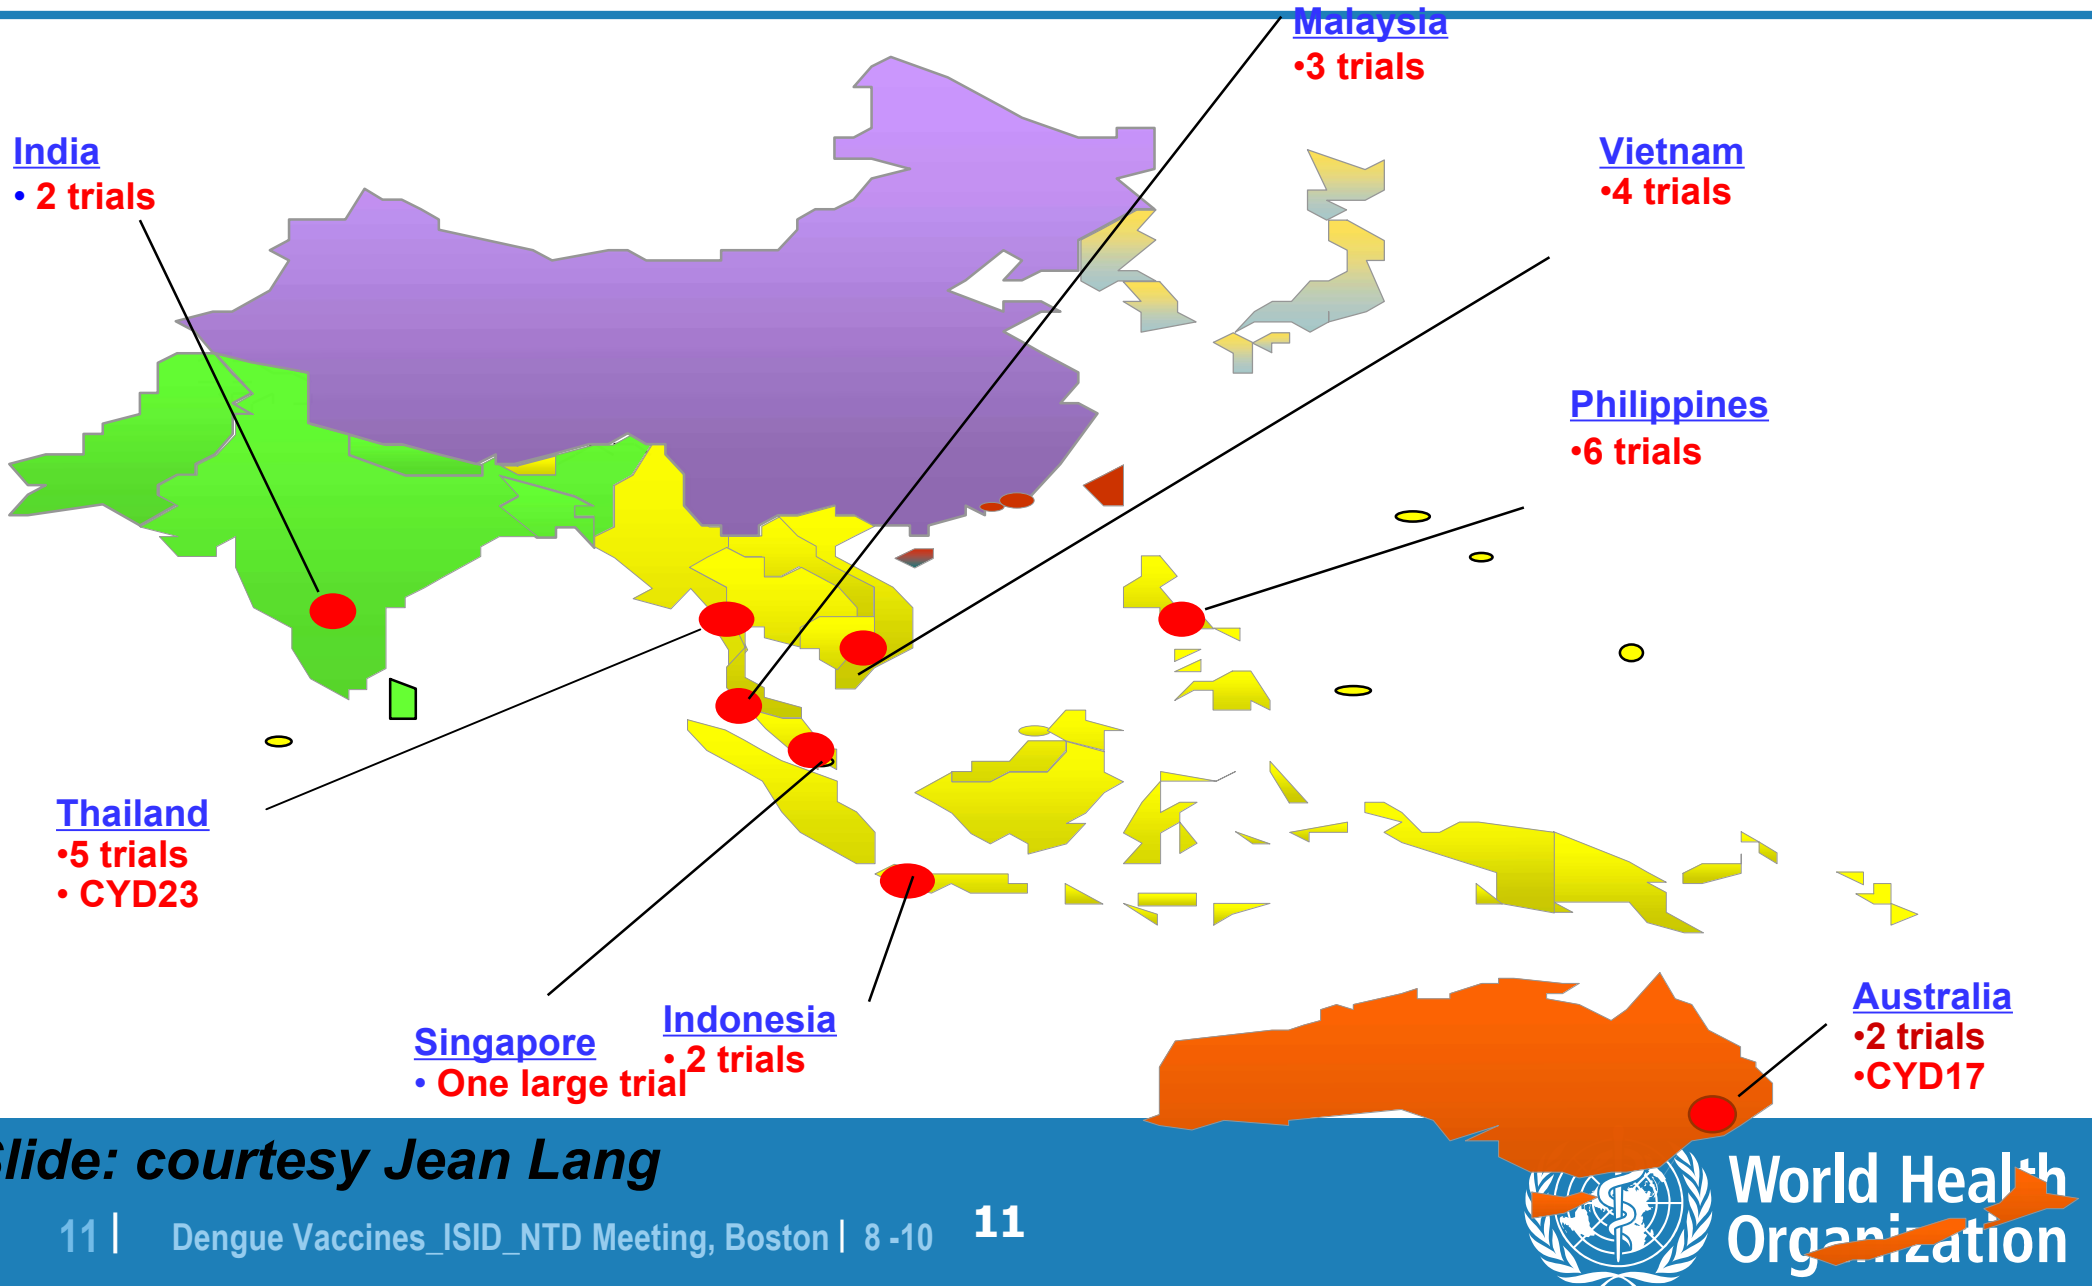 Malaysia
•3 trials
India
• 2 trials
Vietnam
•4 trials
Philippines
•6 trials
Thailand
•5 trials
• CYD23
Singapore
• One large trial
Indonesia
• 2 trials
Australia
•2 trials
•CYD17
Slide: courtesy Jean Lang
11 | Dengue Vaccines_ISID_NTD Meeting, Boston | 8 -10 11
World Health
Organization